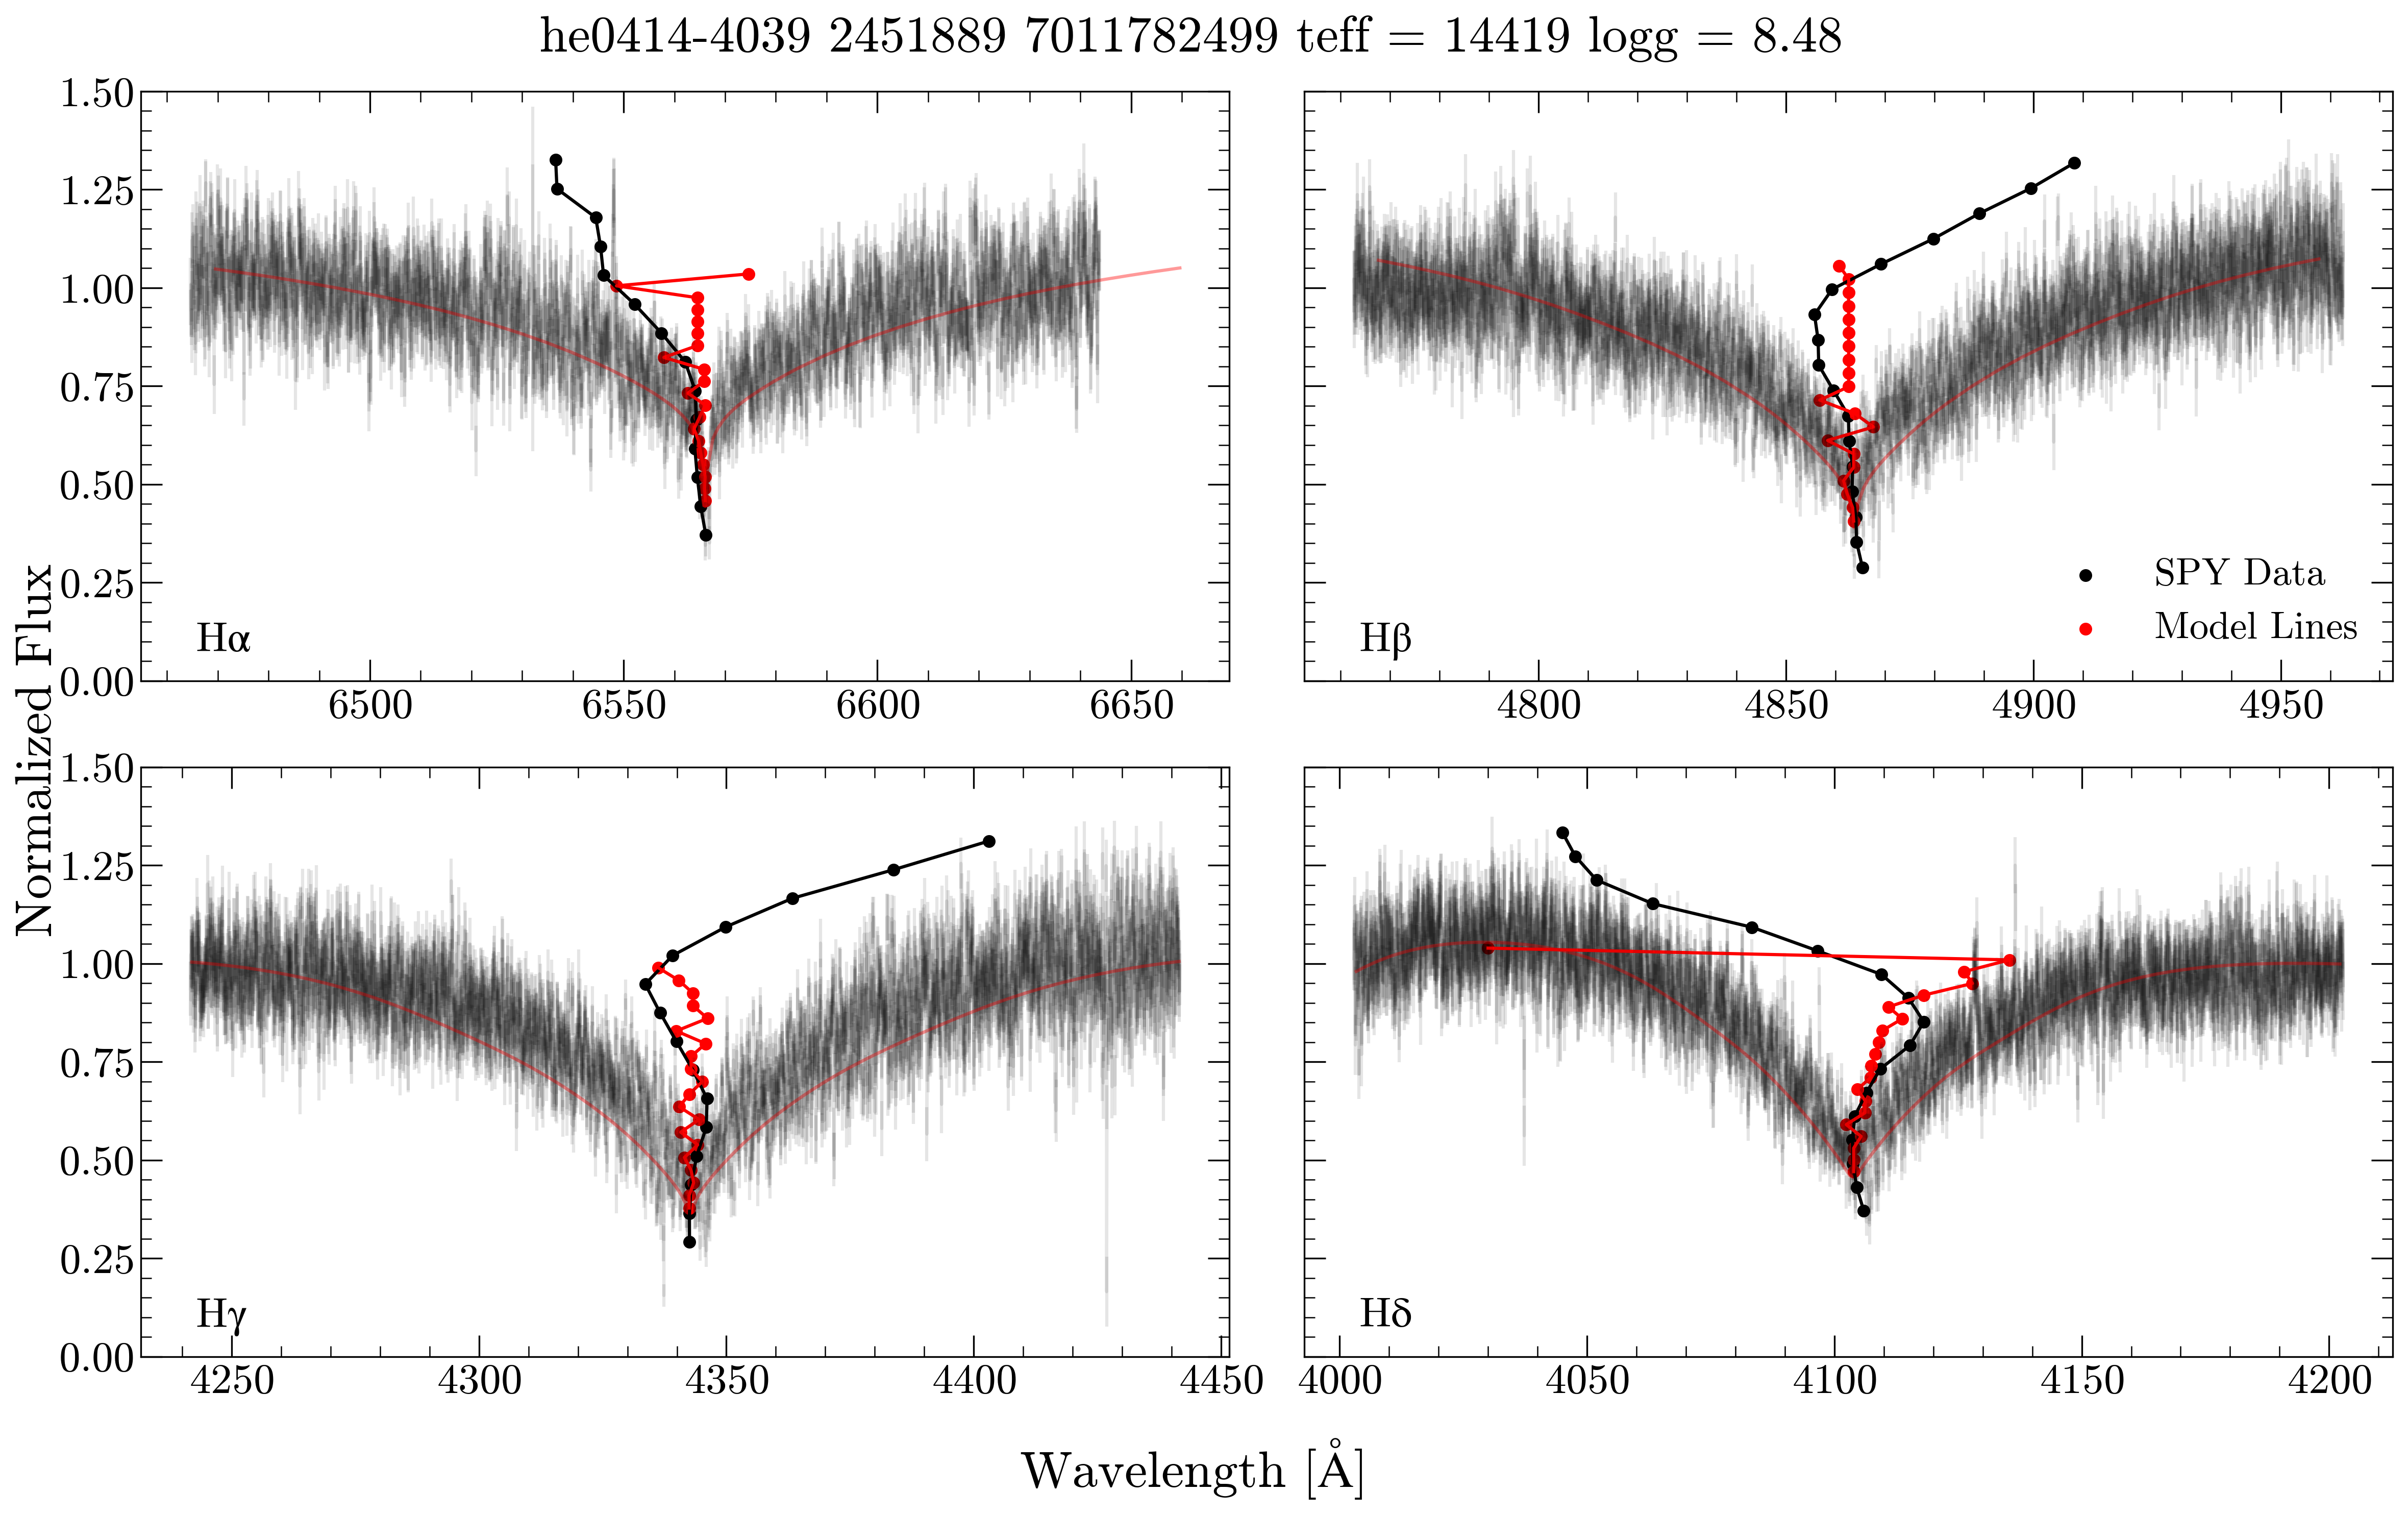 he0414-4039 2451889 7011782499 teff = 14419 logg = 8.48
Normalized Flux
1.50
1.25
1.00
0.75
0.50
0.25
0.00
Hα
6500 6550 6600 6650
Hβ
SPY Data
Model Lines
4800 4850 4900 4950
1.50
1.25
1.00
0.75
0.50
0.25
0.00
Hγ
4250 4300 4350 4400 4450
Hδ
4000 4050 4100 4150 4200
Wavelength [Å]